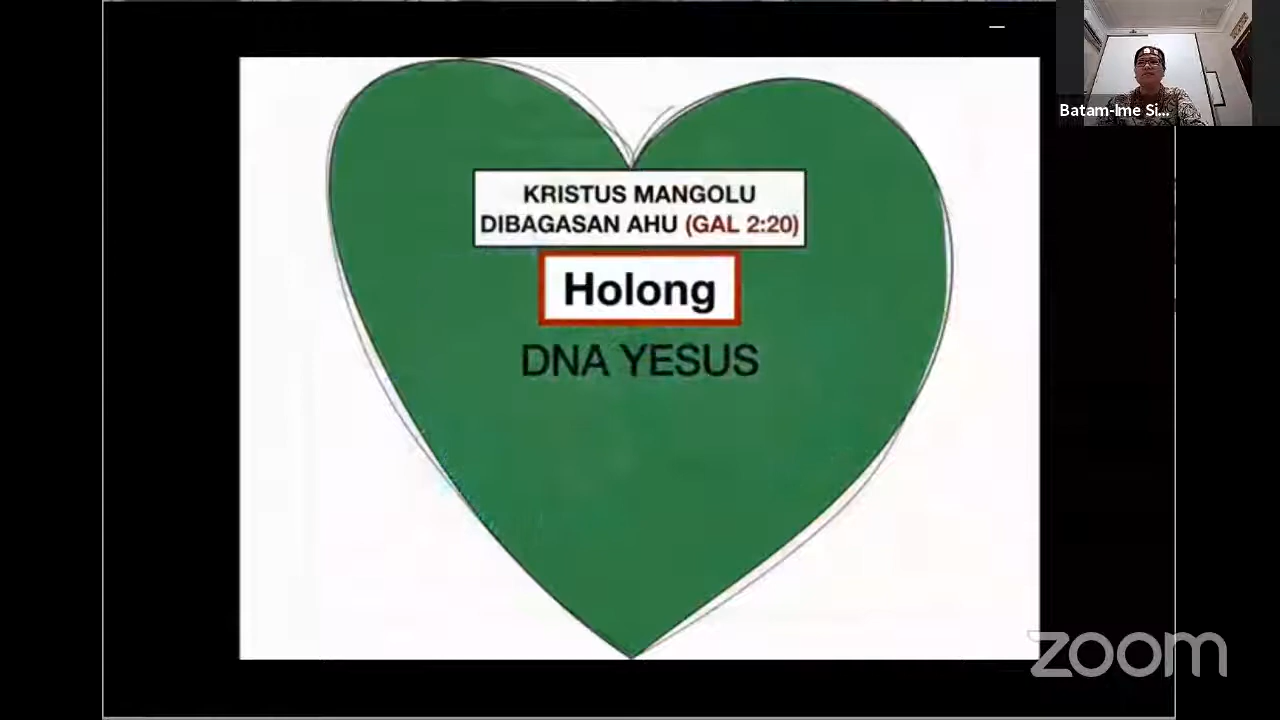 Batam-Ime Si...
KRISTUS MANGOLU
DIBAGASAN AHU (GAL 2:20)
Holong
DNA YESUS
zoom